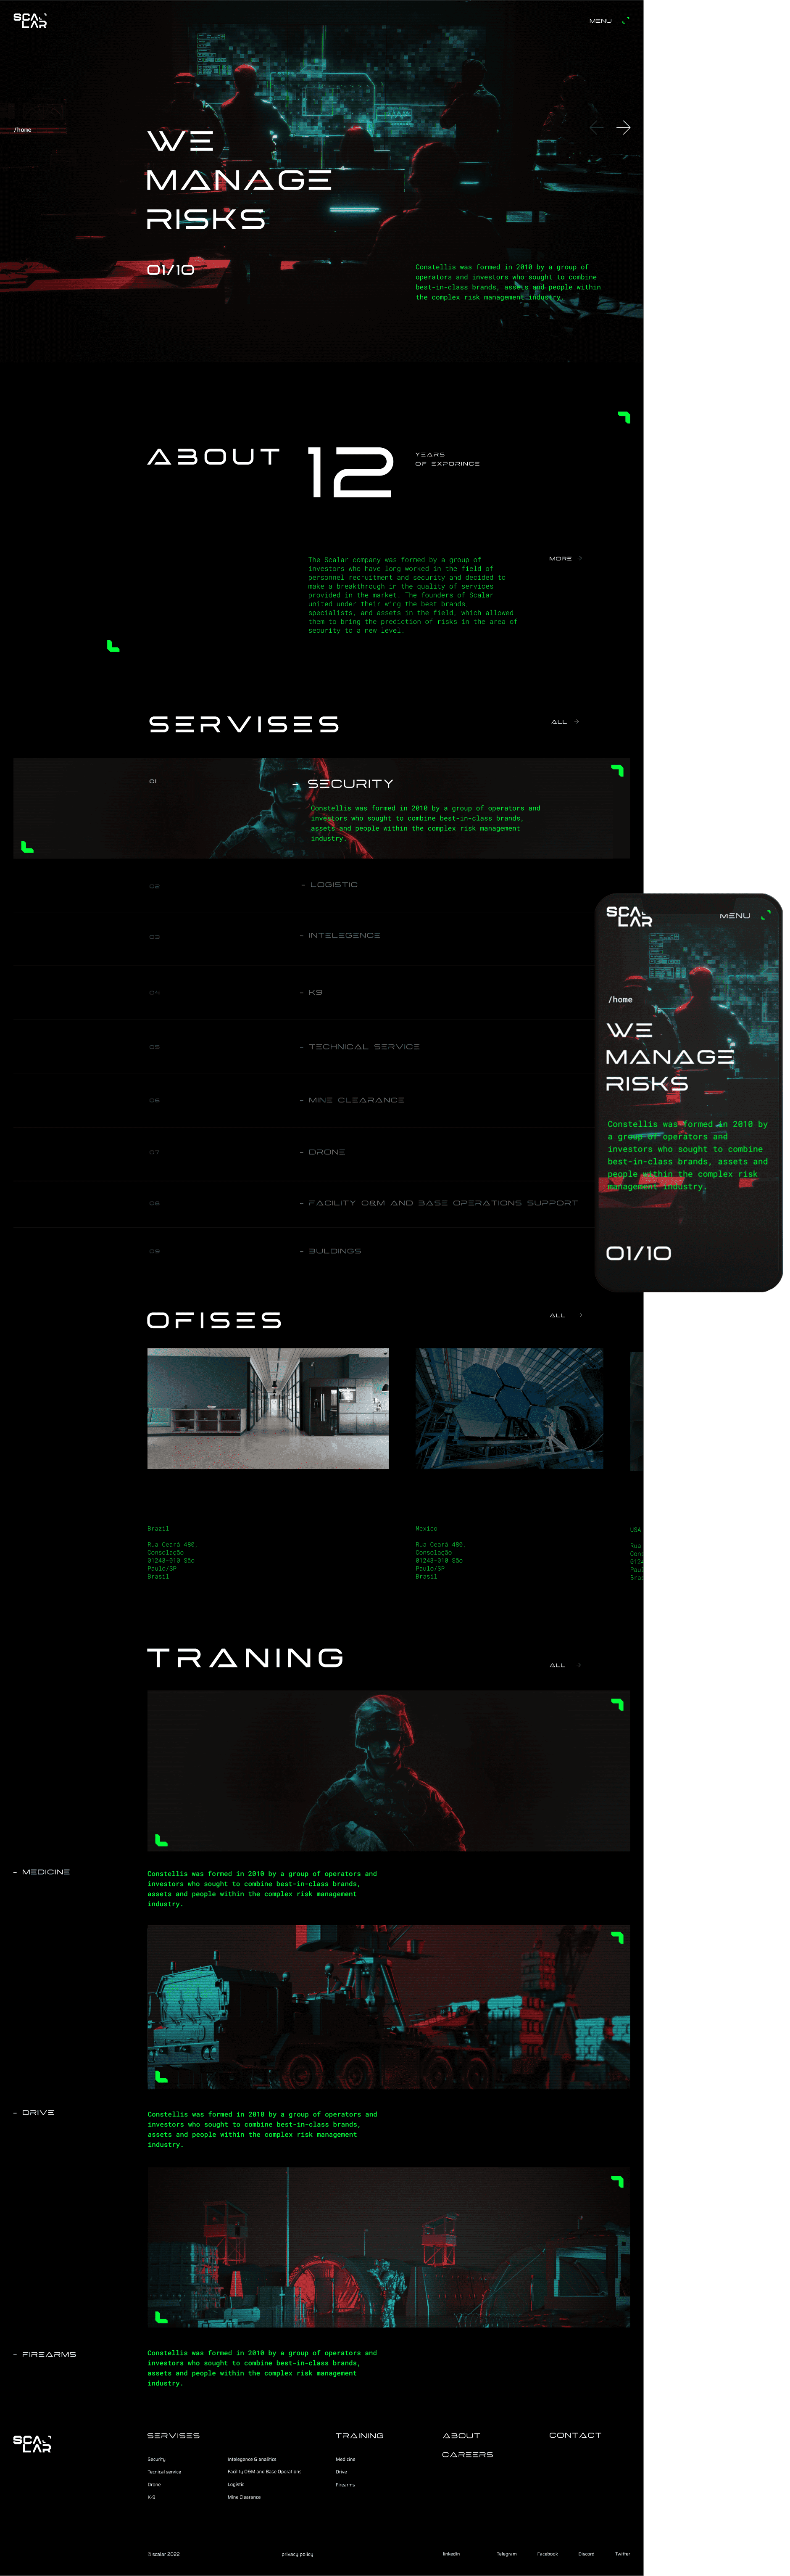 SCA
LAR
MENU
/home
WE
MANAGE
RISKS
01/10
Constellis was formed in 2010 by a group of
operators and investors who sought to combine
best-in-class brands, assets and people within
the complex risk management industry.
ABOUT
12
YEARS
OF EXPORINCE
The Scalar company was formed by a group of
investors who have long worked in the field of
personnel recruitment and security and decided to
make a breakthrough in the quality of services
provided in the market. The founders of Scalar
united under their wing the best brands,
specialists, and assets in the field, which allowed
them to bring the prediction of risks in the area of
security to a new level.
MORE
SERVISES
ALL
01
- SECURITY
Constellis was formed in 2010 by a group of operators and
investors who sought to combine best-in-class brands,
assets and people within the complex risk management
industry.
02
- LOGISTIC
03
- INTELEGENCE
04
- K9
05
- TECHNICAL SERVICE
06
- MINE CLEARANCE
07
- DRONE
08
- FACILITY O&M AND BASE OPERATIONS SUPPORT
09
- BULDINGS
SCA
LAR
MENU
/home
WE
MANAGE
RISKS
Constellis was formed in 2010 by
a group of operators and
investors who sought to combine
best-in-class brands, assets and
people within the complex risk
management industry.
01/10
OFISES
ALL
Brazil
Rua Ceará 480,
Consolação
01243-010 São
Paulo/SP
Brasil
Mexico
Rua Ceará 480,
Consolação
01243-010 São
Paulo/SP
Brasil
USA
Rua
TRANING
ALL
- MEDICINE
Constellis was formed in 2010 by a group of operators and
investors who sought to combine best-in-class brands,
assets and people within the complex risk management
industry.
- DRIVE
Constellis was formed in 2010 by a group of operators and
investors who sought to combine best-in-class brands,
assets and people within the complex risk management
industry.
- FIREARMS
Constellis was formed in 2010 by a group of operators and
investors who sought to combine best-in-class brands,
assets and people within the complex risk management
industry.
SCA
LAR
SERVISES
Security
Tecnical service
Drone
K-9
Intelegence & analitics
Facility O&M and Base Operations
Logistic
Mine Clearance
TRAINING
Medicine
Drive
Firearms
ABOUT
CAREERS
CONTACT
© scalar 2022
privacy policy
linkedIn
Telegram
Facebook
Discord
Twitter